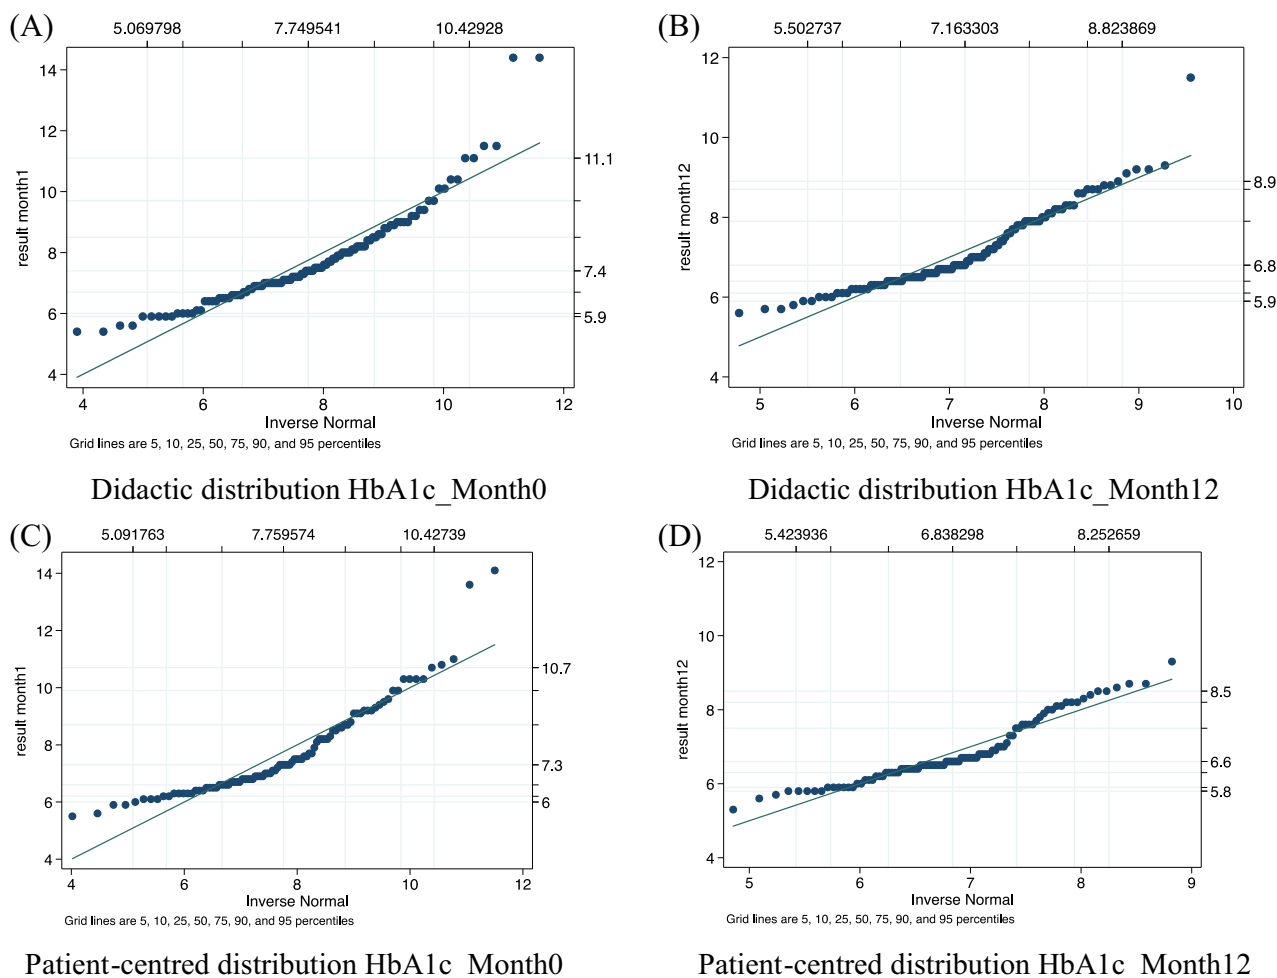 (A)
5.069798 7.749541 10.42928
14
12
10
8
6
4
result month1
11.1
7.4
5.9
4 6 8 10 12
Inverse Normal
Grid lines are 5, 10, 25, 50, 75, 90, and 95 percentiles
Didactic distribution HbA1c_Month0
(B)
5.502737 7.163303 8.823869
12
10
8
6
4
result month12
8.9
6.8
5.9
5 6 7 8 9 10
Inverse Normal
Grid lines are 5, 10, 25, 50, 75, 90, and 95 percentiles
Didactic distribution HbA1c_Month12
(C)
5.091763 7.759574 10.42739
14
12
10
8
6
4
result month1
10.7
7.3
6
4 6 8 10 12
Inverse Normal
Grid lines are 5, 10, 25, 50, 75, 90, and 95 percentiles
Patient-centred distribution HbA1c_Month0
(D)
5.423936 6.838298 8.252659
12
10
8
6
4
result month12
8.5
6.6
5.8
5 6 7 8 9
Inverse Normal
Grid lines are 5, 10, 25, 50, 75, 90, and 95 percentiles
Patient-centred distribution HbA1c_Month12